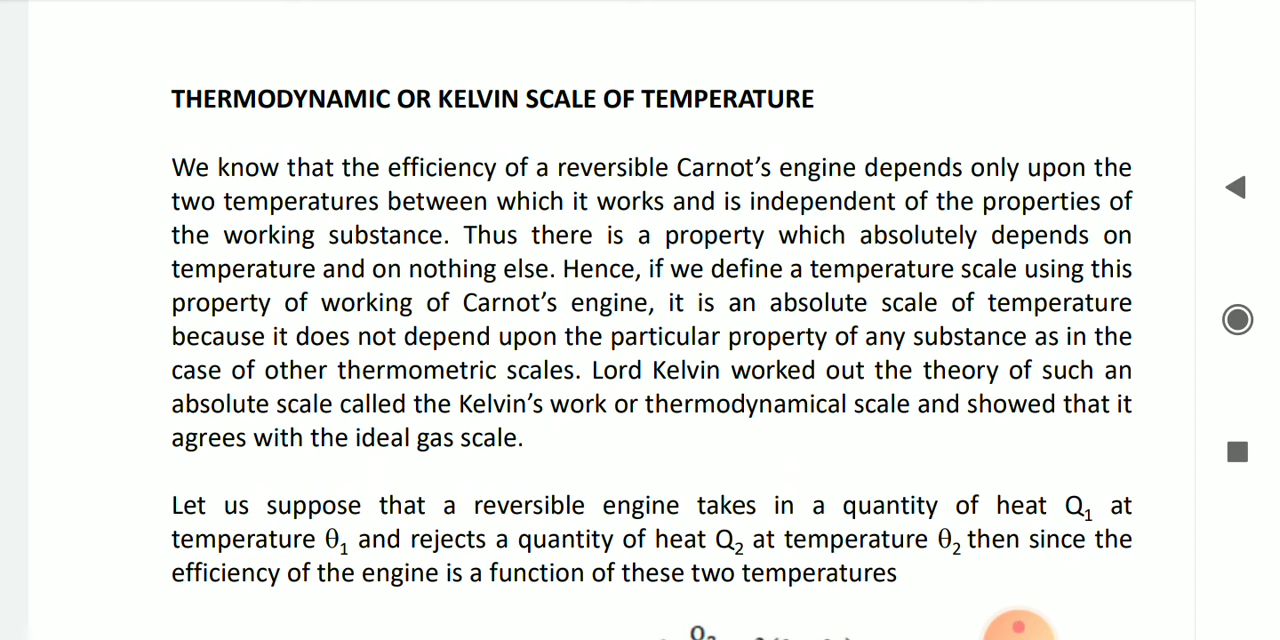 THERMODYNAMIC OR KELVIN SCALE OF TEMPERATURE
We know that the efficiency of a reversible Carnot’s engine depends only upon the
two temperatures between which it works and is independent of the properties of
the working substance. Thus there is a property which absolutely depends on
temperature and on nothing else. Hence, if we define a temperature scale using this
property of working of Carnot’s engine, it is an absolute scale of temperature
because it does not depend upon the particular property of any substance as in the
case of other thermometric scales. Lord Kelvin worked out the theory of such an
absolute scale called the Kelvin’s work or thermodynamical scale and showed that it
agrees with the ideal gas scale.
Let us suppose that a reversible engine takes in a quantity of heat Q₁ at
temperature θ₁ and rejects a quantity of heat Q₂ at temperature θ₂ then since the
efficiency of the engine is a function of these two temperatures